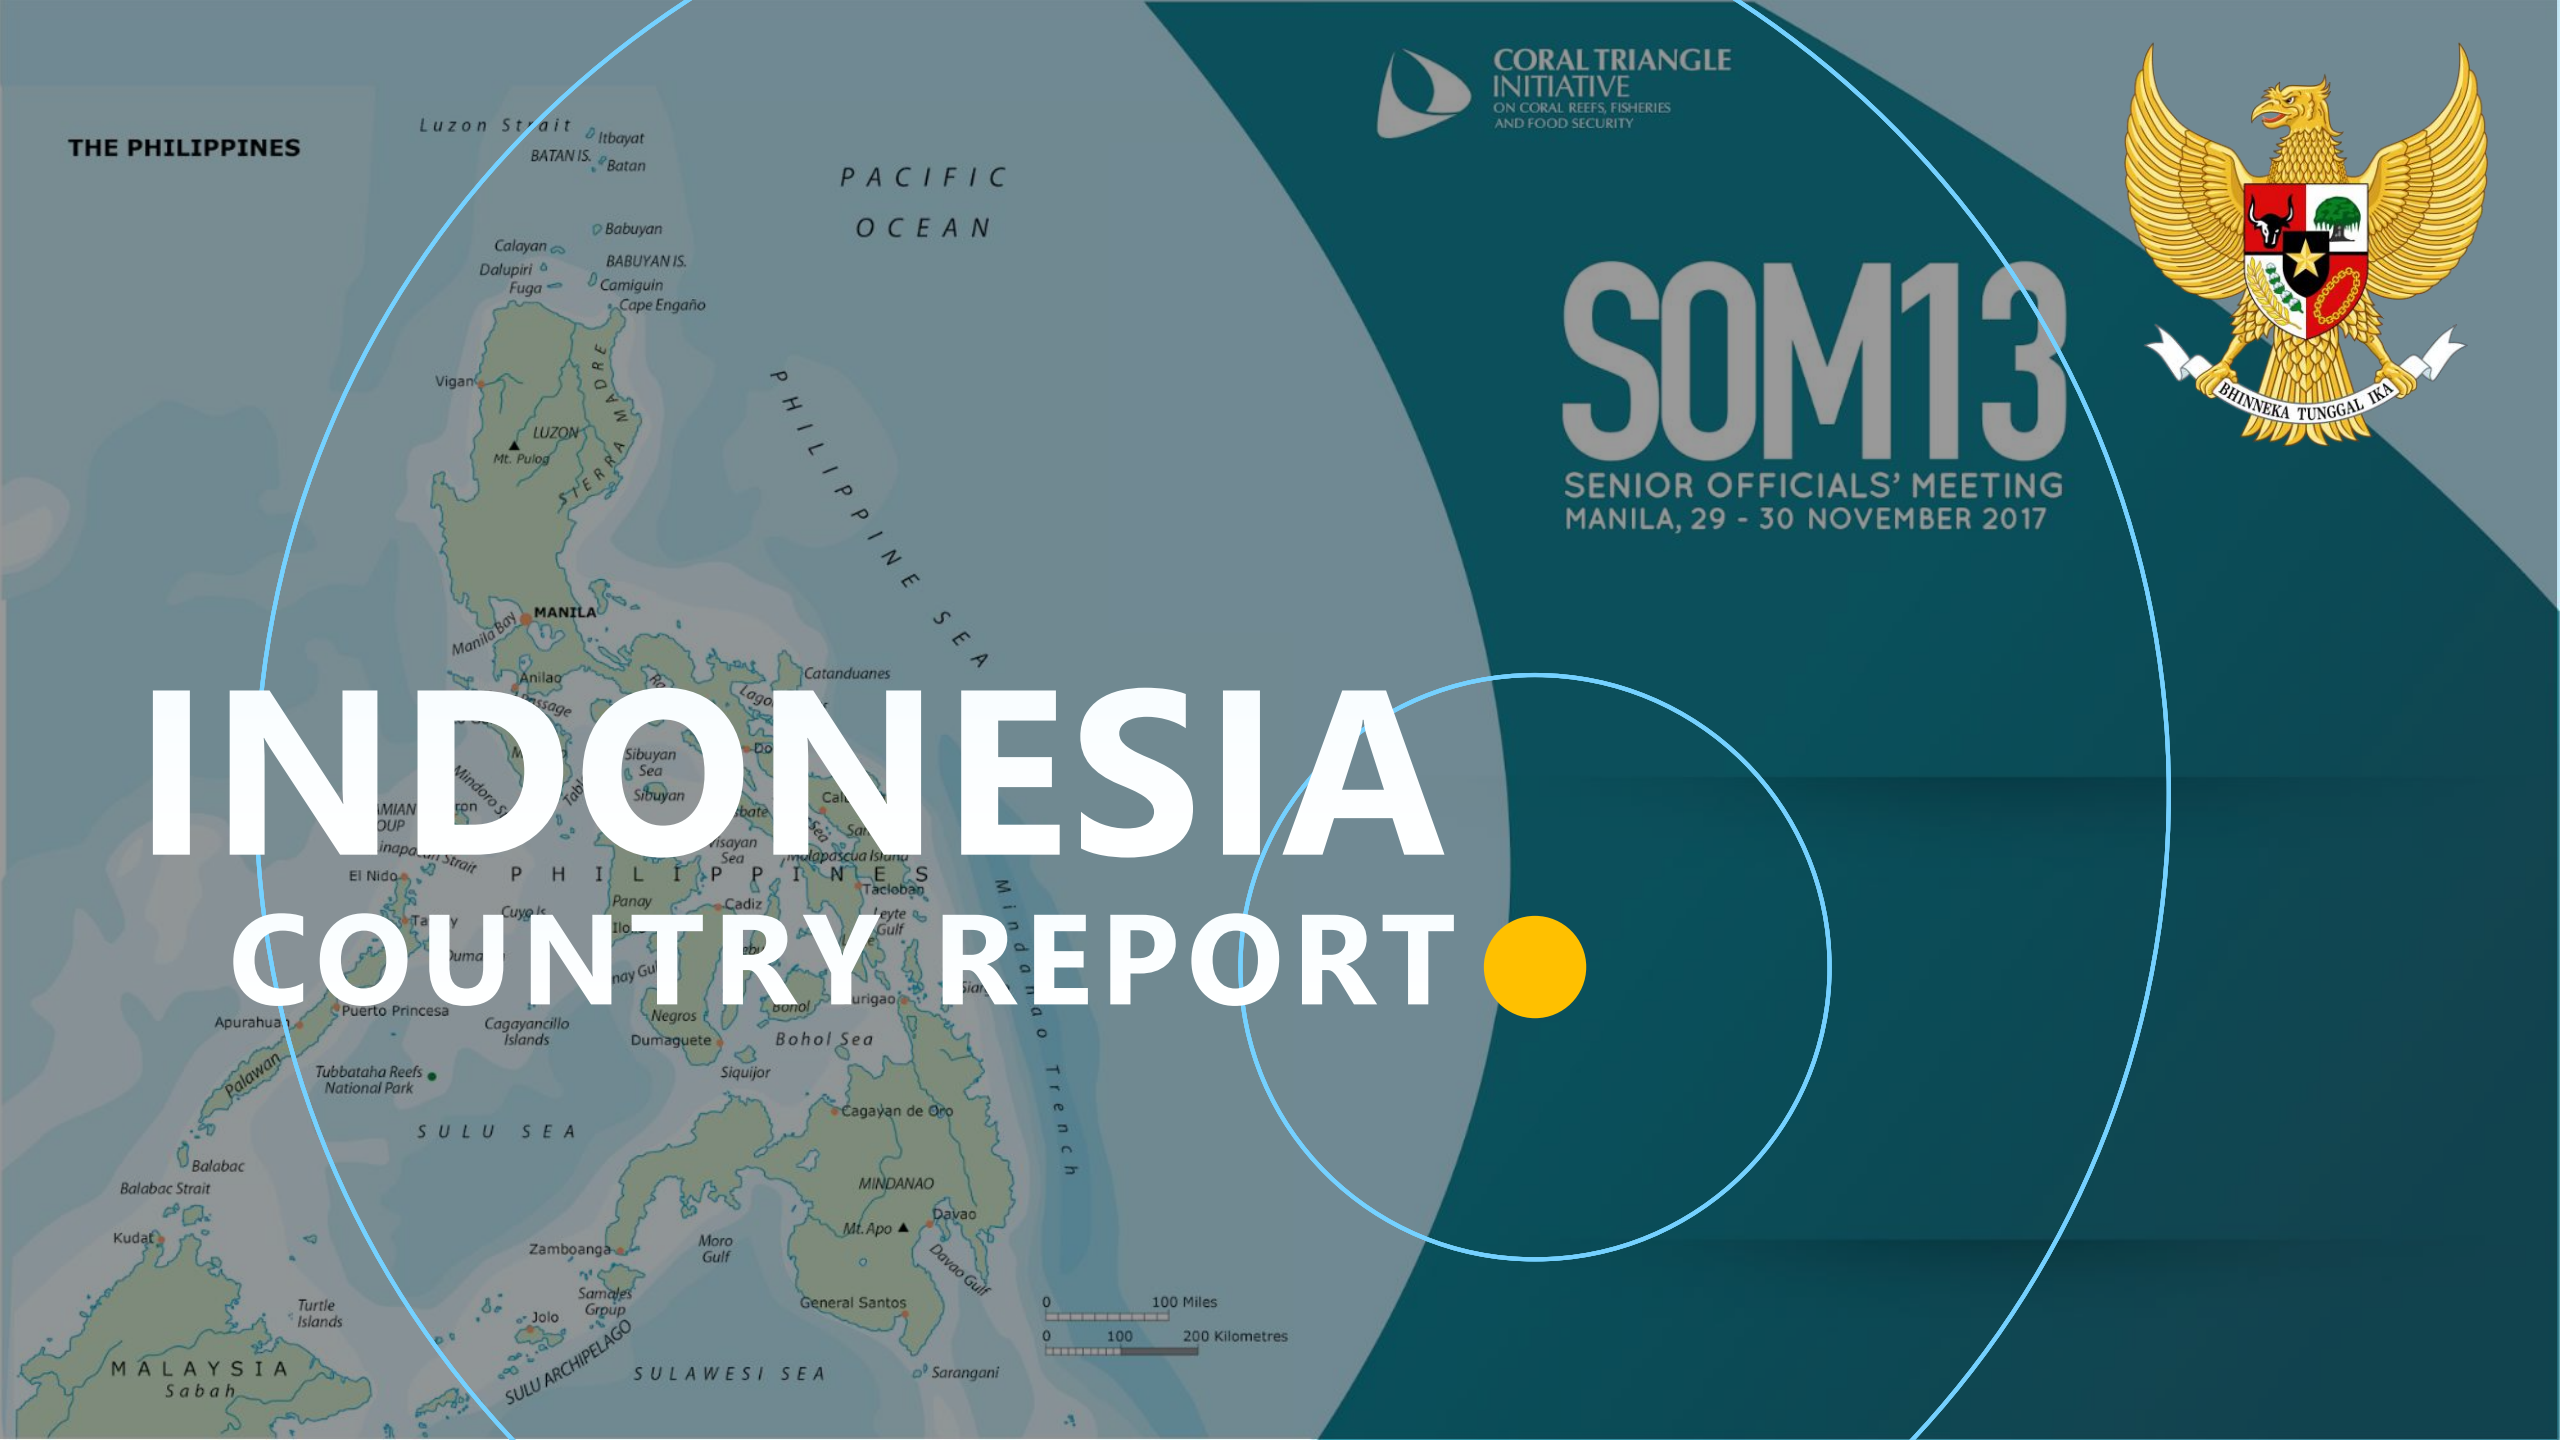 THE PHILIPPINES
Luzon Strait
Itbayat
BATAN IS.
Batan
PACIFIC
OCEAN
Babuyan
Calayan
BABUYAN IS.
Dalupiri
Camiguin
Fuga
Cape Engaño
CORAL TRIANGLE
INITIATIVE
ON CORAL REEFS, FISHERIES
AND FOOD SECURITY
SOM13
SENIOR OFFICIALS' MEETING
MANILA, 29 - 30 NOVEMBER 2017
BHINNEKA TUNGGAL IKA
SIERRA MADRE
Vigan
LUZON
Mt. Pulog
PHILIPPINE SEA
MANILA
Manila Bay
Anilao
Catanduanes
INDONESIA
Sibuyan
Sea
Sibuyan
Mindoro
Visayan
Sea
Malapascua Island
Strait
PHILIPPINES
El Nido
Tacloban
Panay
Cadiz
Leyte
Gulf
Cuyo Is.
COUNTRY REPORT
Mindanao Trench
Bohol
Puerto Princesa
Apurahuan
Negros
Cagayancillo
Islands
Dumaguete
Bohol Sea
Palawan
Tubbataha Reefs
National Park
Siquijor
Cagayan de Oro
SULU SEA
Balabac
Balabac Strait
MINDANAO
Davao
Mt. Apo
Kudat
Zamboanga
Moro
Gulf
Davao Gulf
Samales
Group
General Santos
Turtle
Islands
Jolo
SULU ARCHIPELAGO
0 100 Miles
0 100 200 Kilometres
MALAYSIA
Sabah
SULAWESI SEA
Sarangani